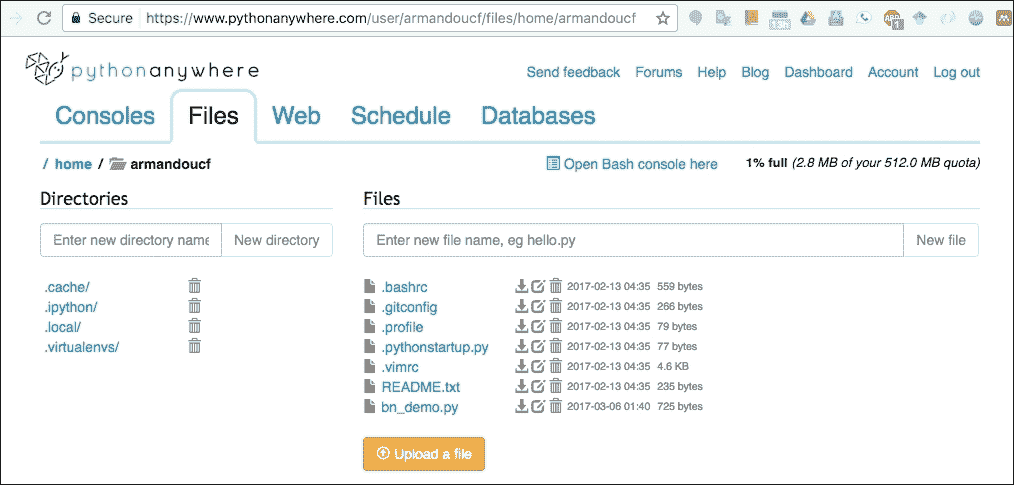 Secure https://www.pythonanywhere.com/user/armandoucf/files/home/armandoucf
pythonanywhere
Send feedback Forums Help Blog Dashboard Account Log out
Consoles Files Web Schedule Databases
/ home / armandoucf Open Bash console here 1% full (2.8 MB of your 512.0 MB quota)
Directories Files
Enter new directory name New directory Enter new file name, eg hello.py New file
.cache/ .bashrc 2017-02-13 04:35 559 bytes
.ipython/ .gitconfig 2017-02-13 04:35 266 bytes
.local/ .profile 2017-02-13 04:35 79 bytes
.virtualenvs/ .pythonstartup.py 2017-02-13 04:35 77 bytes
.vimrc 2017-02-13 04:35 4.6 KB
README.txt 2017-02-13 04:35 235 bytes
bn_demo.py 2017-03-06 01:40 725 bytes
Upload a file